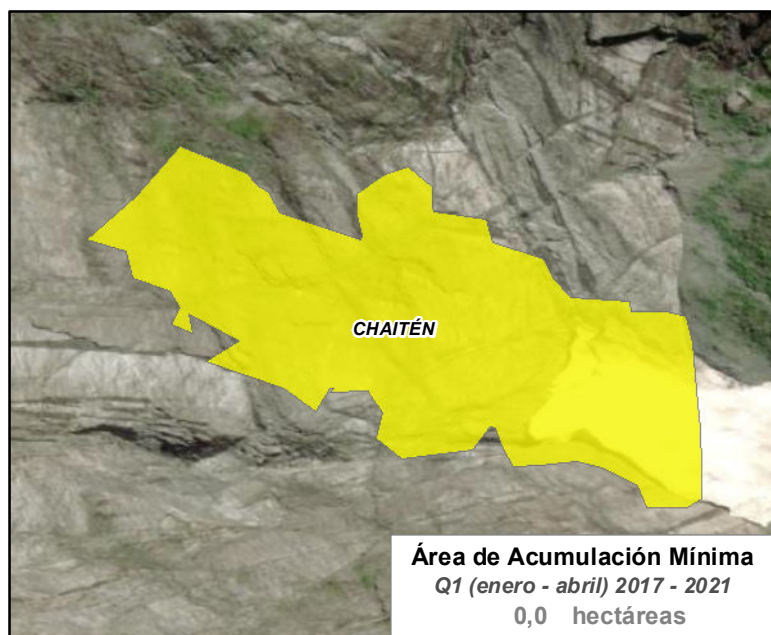 CHAITÉN
Área de Acumulación Mínima
Q1 (enero - abril) 2017 - 2021
0,0 hectáreas